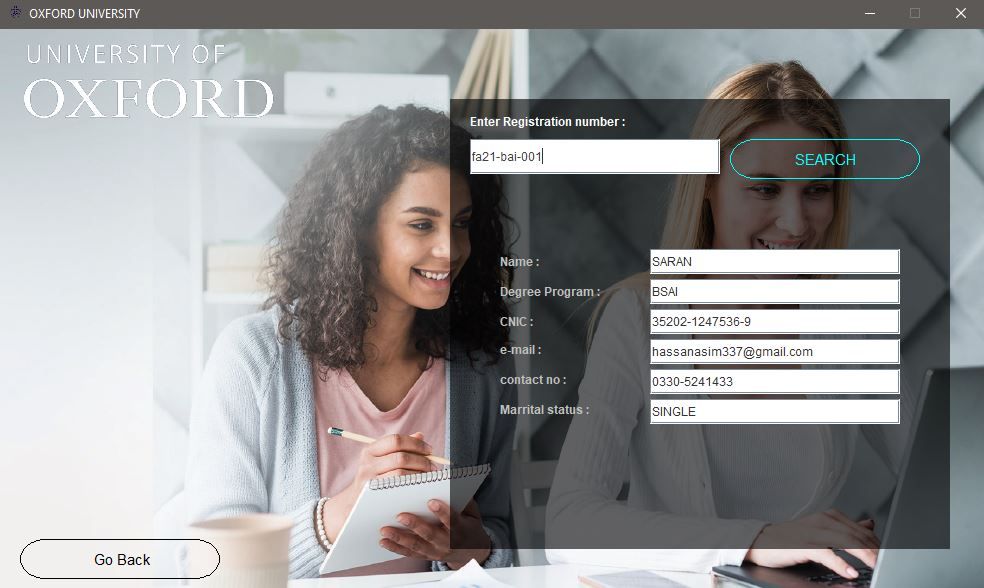 OXFORD UNIVERSITY
UNIVERSITY OF
OXFORD
Enter Registration number :
fa21-bai-001
SEARCH
Name :
SARAN
Degree Program :
BSAI
CNIC :
35202-1247536-9
e-mail :
hassanasim337@gmail.com
contact no :
0330-5241433
Marrital status :
SINGLE
Go Back